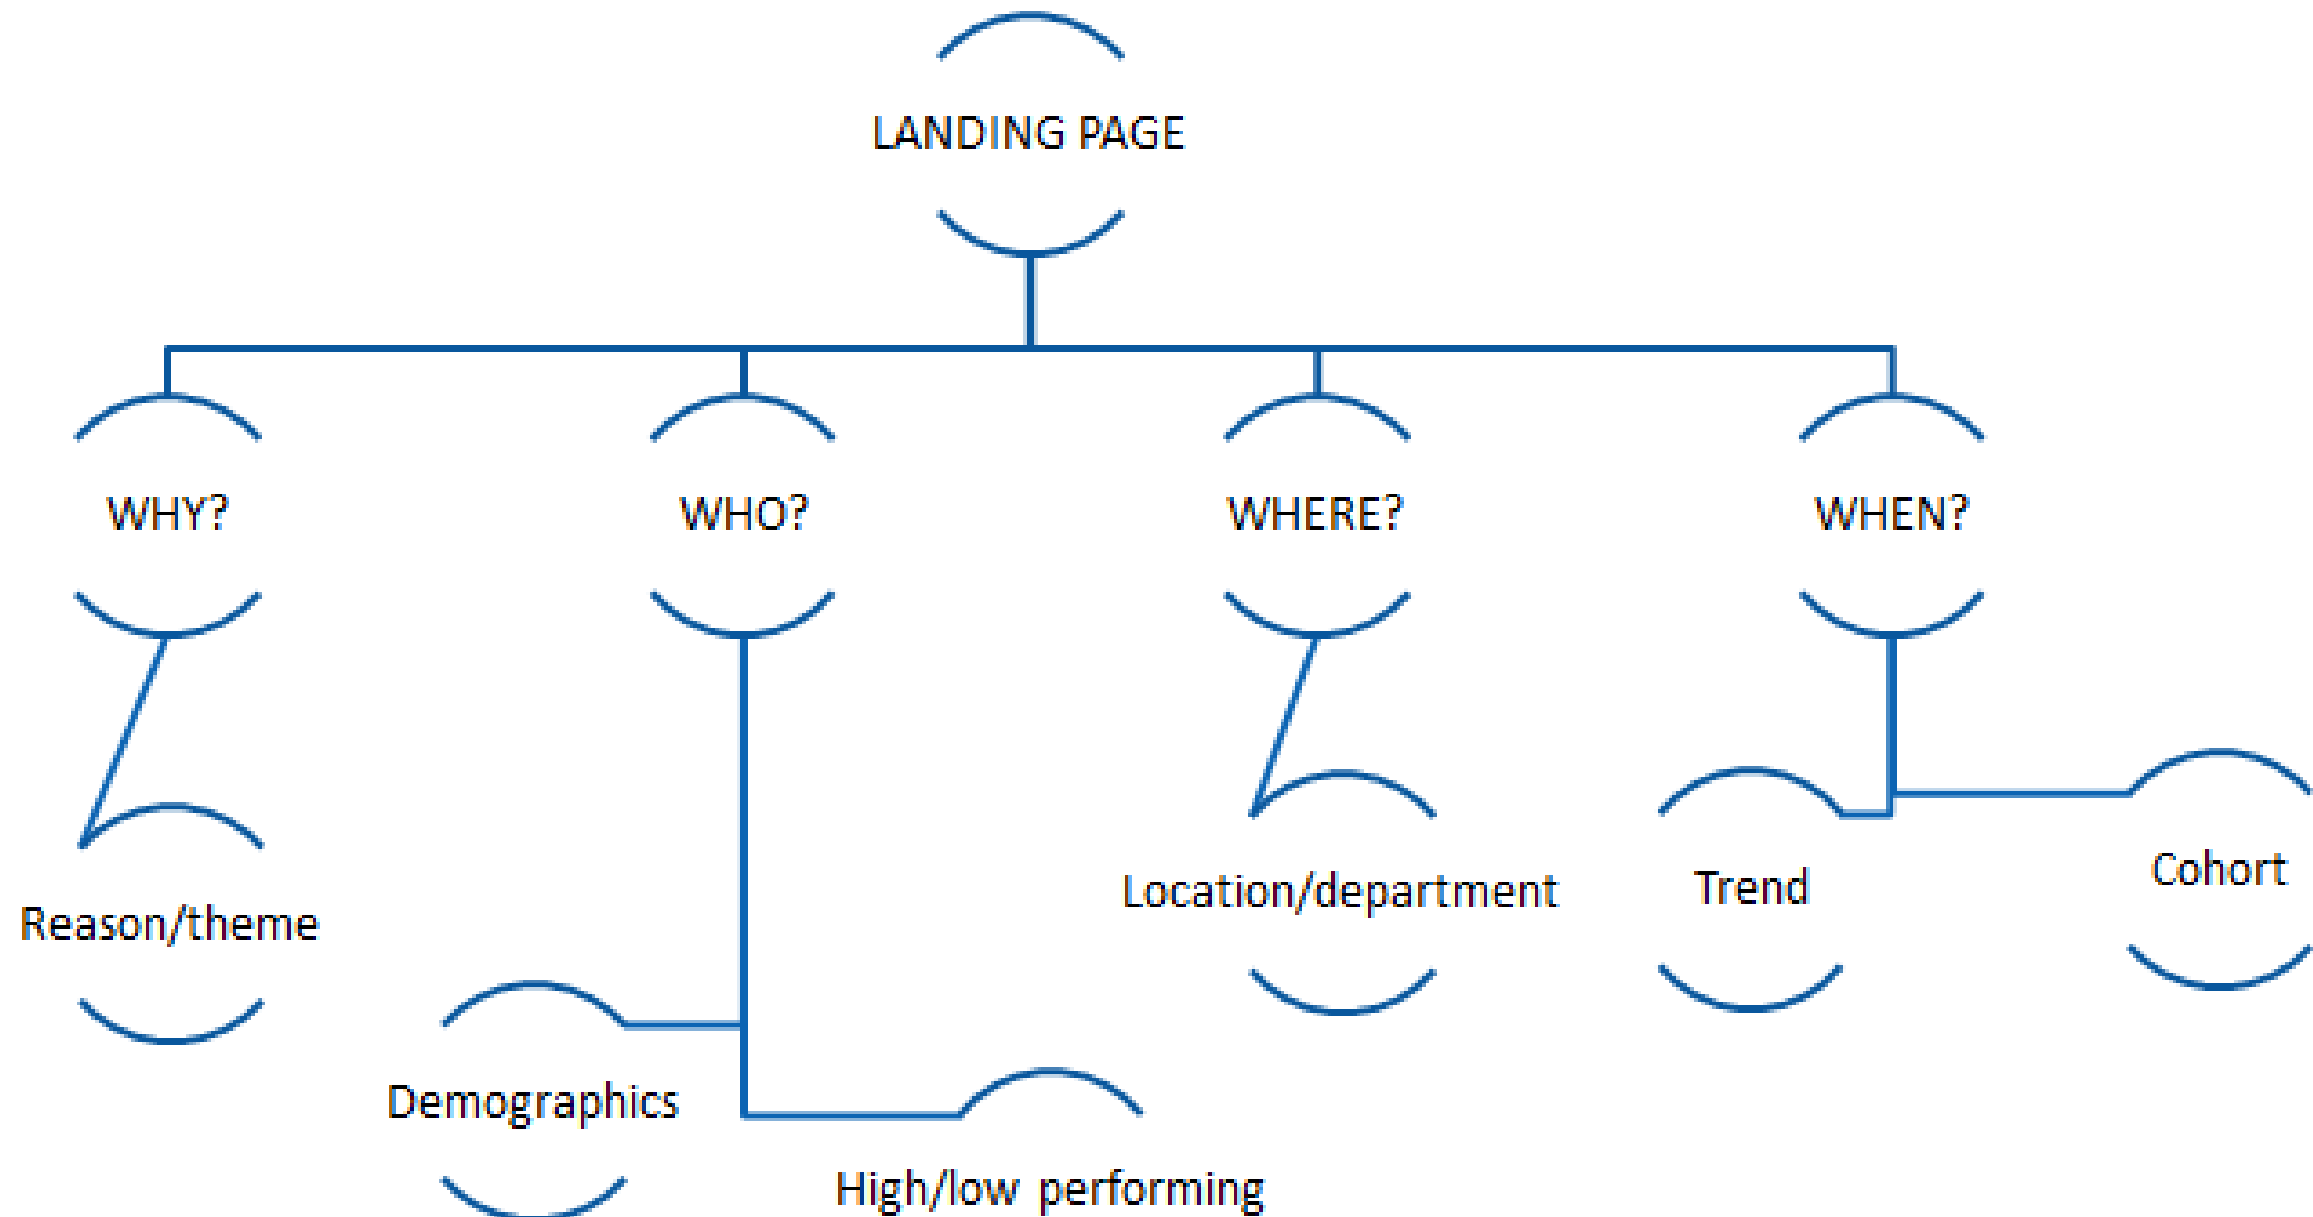 LANDING PAGE
WHY?
WHO?
WHERE?
WHEN?
Reason/theme
Demographics
High/low performing
Location/department
Trend
Cohort